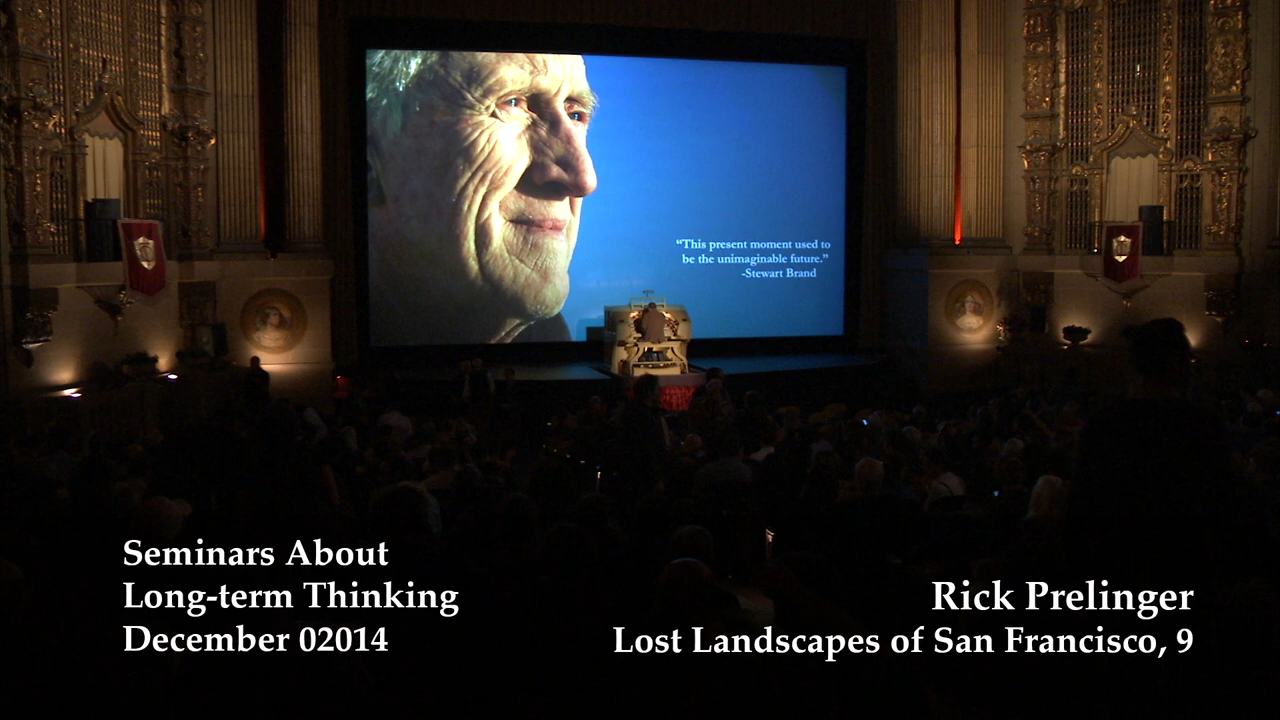 “This present moment used to
be the unimaginable future.”
-Stewart Brand
Seminars About
Long-term Thinking
December 02014
Rick Prelinger
Lost Landscapes of San Francisco, 9